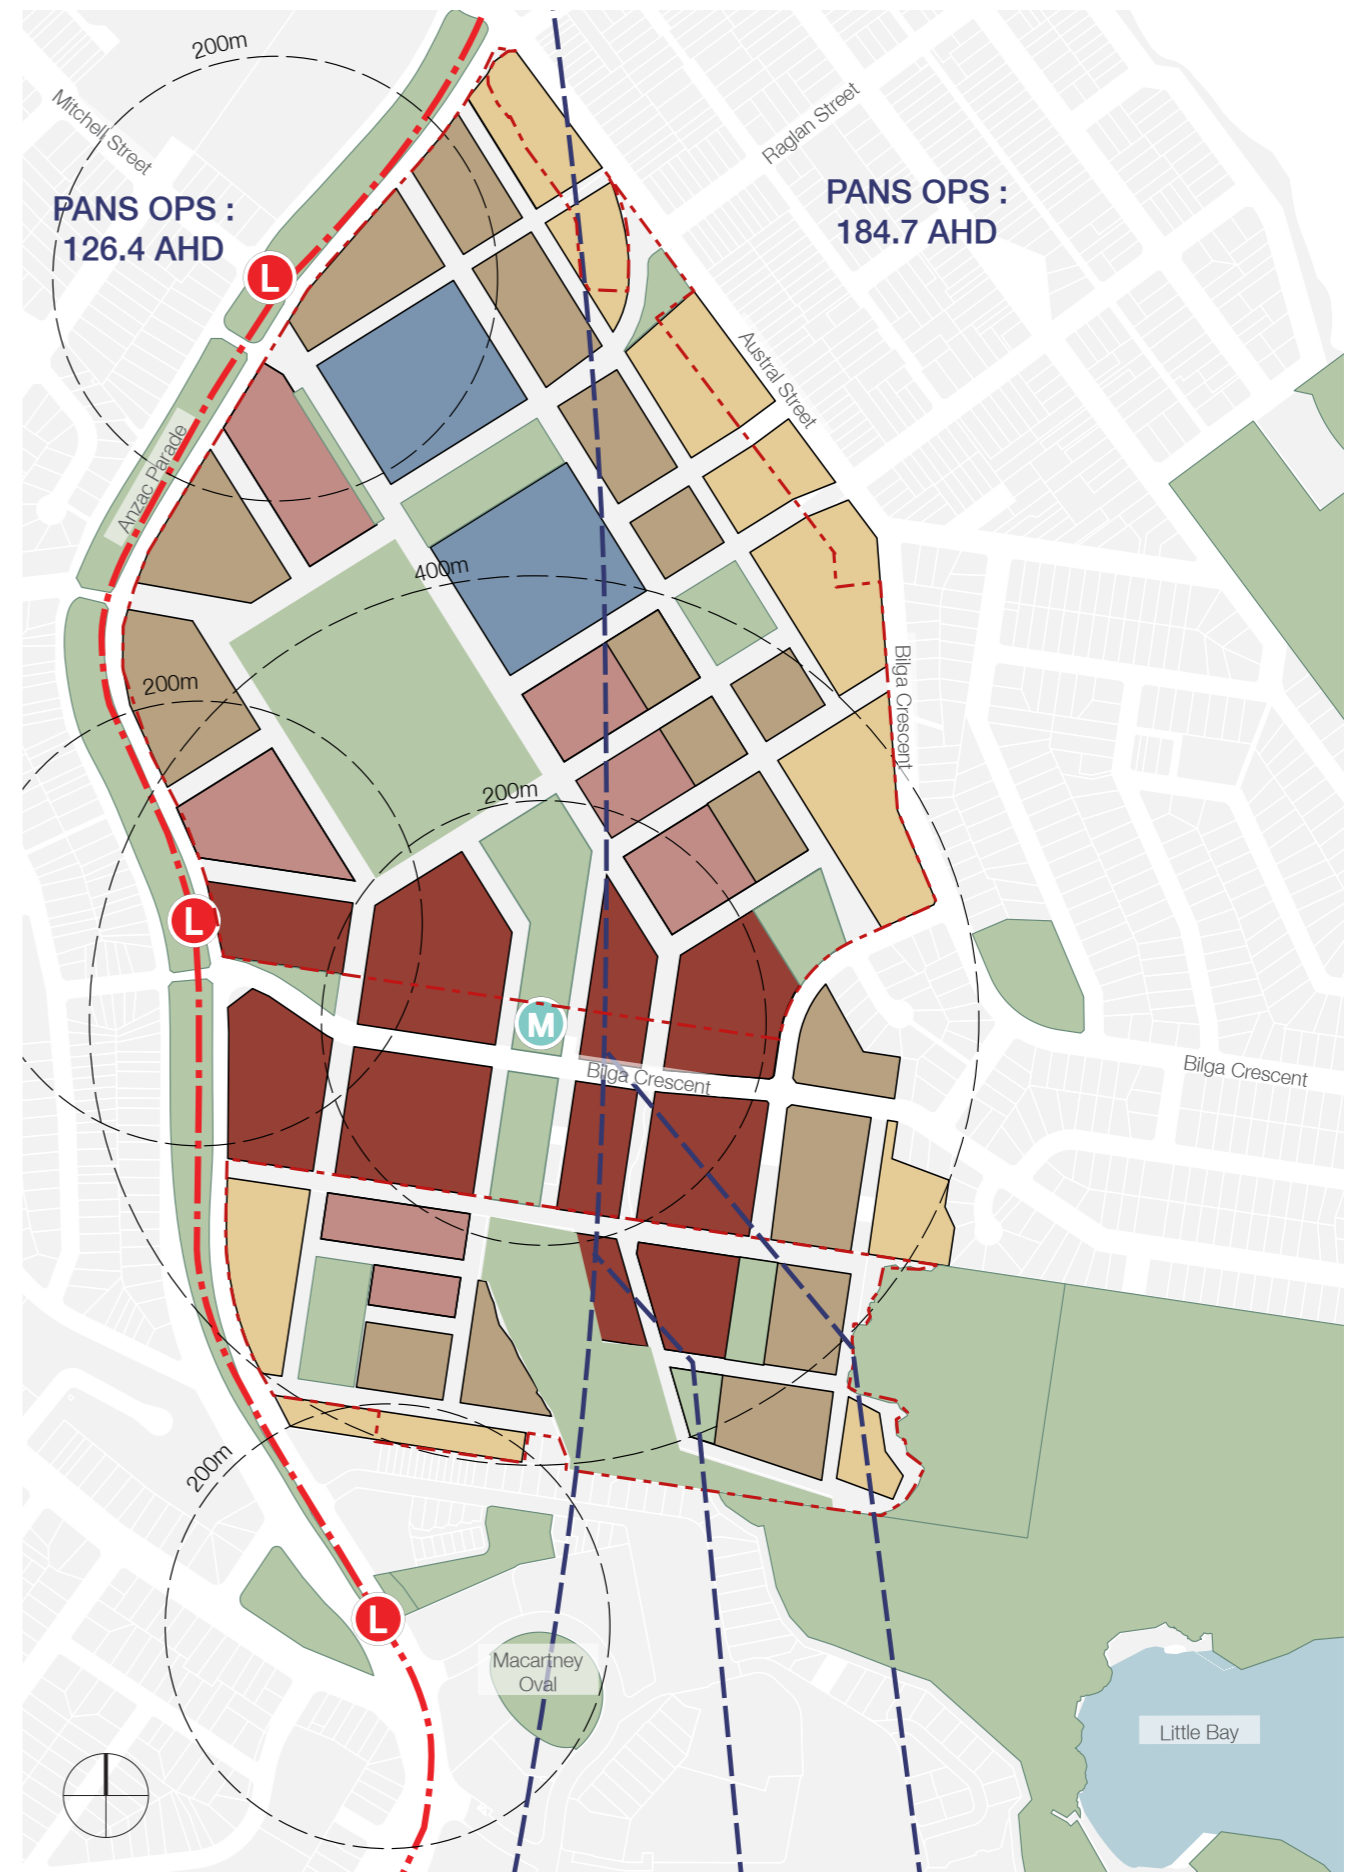 200m
Mitchell Street
Raglan Street
PANS OPS :
126.4 AHD
PANS OPS :
184.7 AHD
L
Austral Street
Anzac Parade
400m
Bilga Crescent
200m
200m
L
M
Bilga Crescent
Bilga Crescent
200m
L
Macartney
Oval
Little Bay